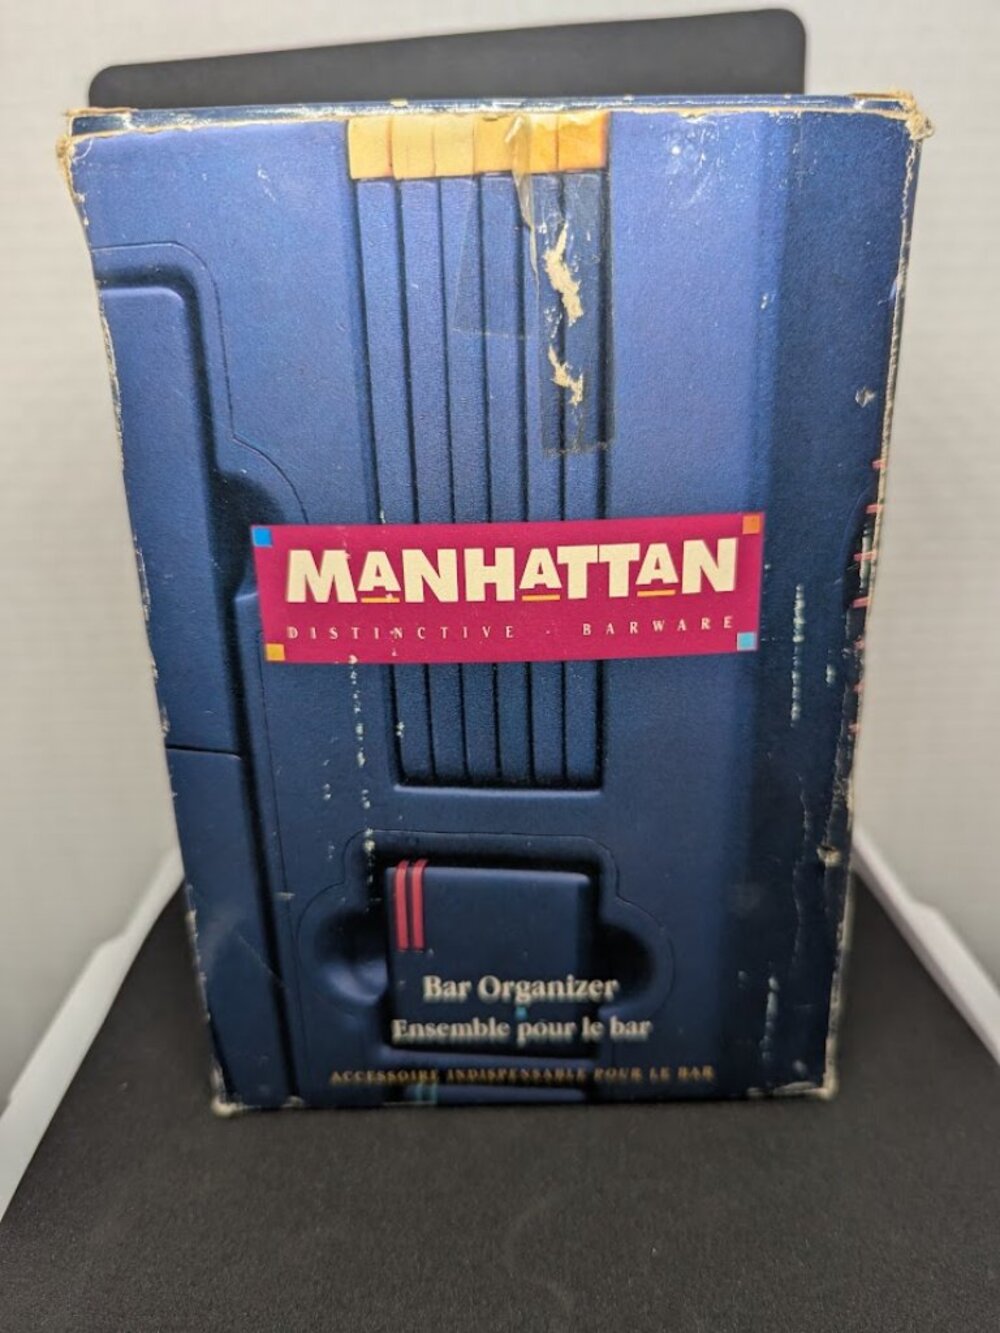 MANHATTAN
DISTINCTIVE · BARWARE
Bar Organizer
Ensemble pour le bar
ACCESSOIRE INDISPENSABLE POUR LE BAR